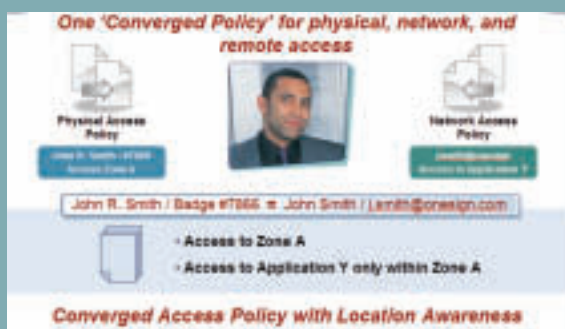 One 'Converged Policy' for physical, network, and
remote access
Physical Access
Policy
Network Access
Policy
John R. Smith / Badge #7866 = John Smith / j.smith@onesign.com
- Access to Zone A
- Access to Application Y only within Zone A
Converged Access Policy with Location Awareness